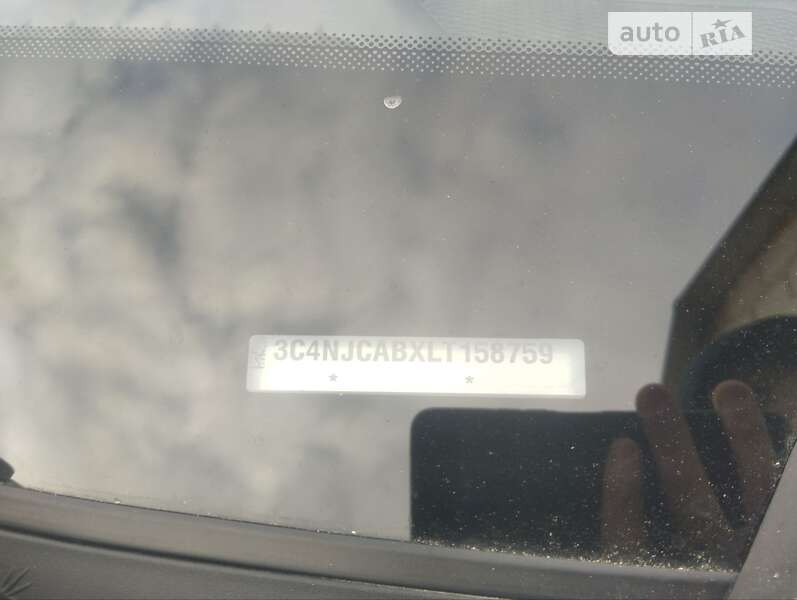 auto RIA
3C4NJCABXLT158759
* *